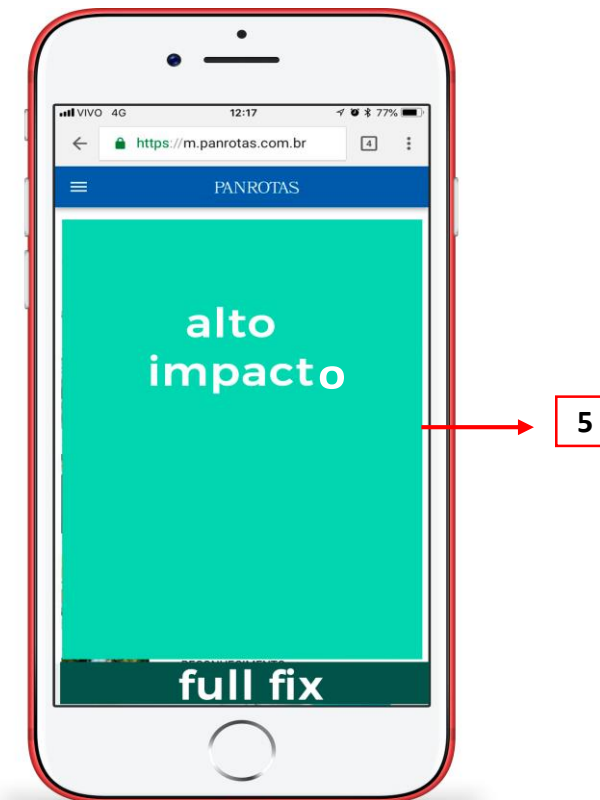 VIVO 4G 12:17 77%
https://m.panrotas.com.br 4
PANROTAS
alto
impacto
5
full fix